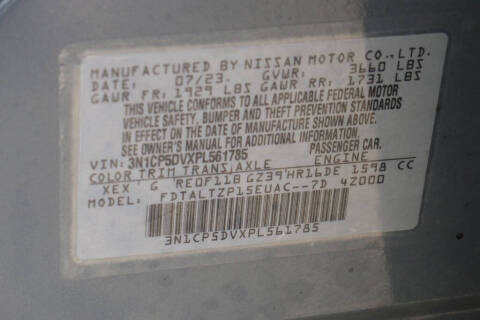 MANUFACTURED BY NISSAN MOTOR CO., LTD.
DATE: 07/23. GVWR: 3660 LBS
GAWR FR: 1929 LBS GAWR RR: 1731 LBS
THIS VEHICLE CONFORMS TO ALL APPLICABLE FEDERAL MOTOR
VEHICLE SAFETY, BUMPER AND THEFT PREVENTION STANDARDS
IN EFFECT ON THE DATE OF MANUFACTURE SHOWN ABOVE.
SEE OWNER'S MANUAL FOR ADDITIONAL INFORMATION.
VIN: 3N1CP5DVXPL561785 PASSENGER CAR.
COLOR TRIM TRANS, AXLE ENGINE
XEX G RE0F11B GZ39 HR16DE 1598 CC
MODEL: FDTALTZP15EUAC--7D 4Z000
3N1CP5DVXPL561785